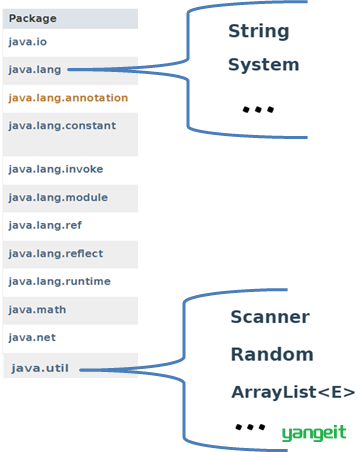 Package
java.io
java.lang
java.lang.annotation
java.lang.constant
java.lang.invoke
java.lang.module
java.lang.ref
java.lang.reflect
java.lang.runtime
java.math
java.net
java.util
String
System
...
Scanner
Random
ArrayList<E>
...
yangeit